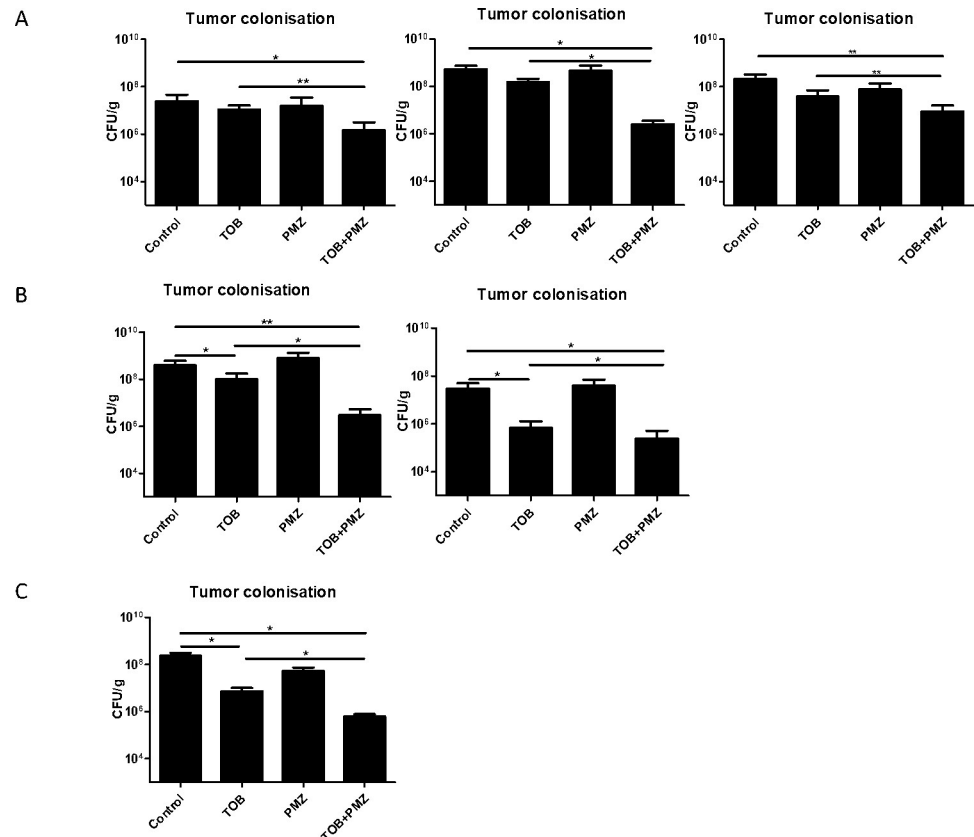 A
Tumor colonisation
10^10
10^8
10^6
10^4
CFU/g
*
**
Control
TOB
PMZ
TOB+PMZ
Tumor colonisation
10^10
10^8
10^6
10^4
CFU/g
*
*
Control
TOB
PMZ
TOB+PMZ
Tumor colonisation
10^10
10^8
10^6
10^4
CFU/g
**
**
Control
TOB
PMZ
TOB+PMZ
B
Tumor colonisation
10^10
10^8
10^6
10^4
CFU/g
**
*
*
Control
TOB
PMZ
TOB+PMZ
Tumor colonisation
10^10
10^8
10^6
10^4
CFU/g
*
*
*
Control
TOB
PMZ
TOB+PMZ
C
Tumor colonisation
10^10
10^8
10^6
10^4
CFU/g
*
*
*
Control
TOB
PMZ
TOB+PMZ